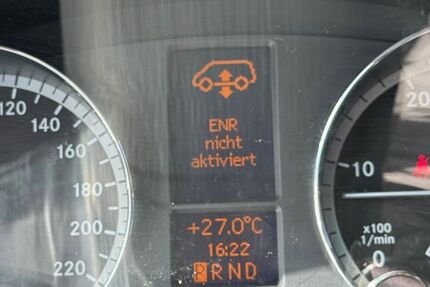 ENR
nicht
aktiviert
+27.0°C
16:22
PRND
120
140
160
180
200
220
20
10
0
x100
1/min